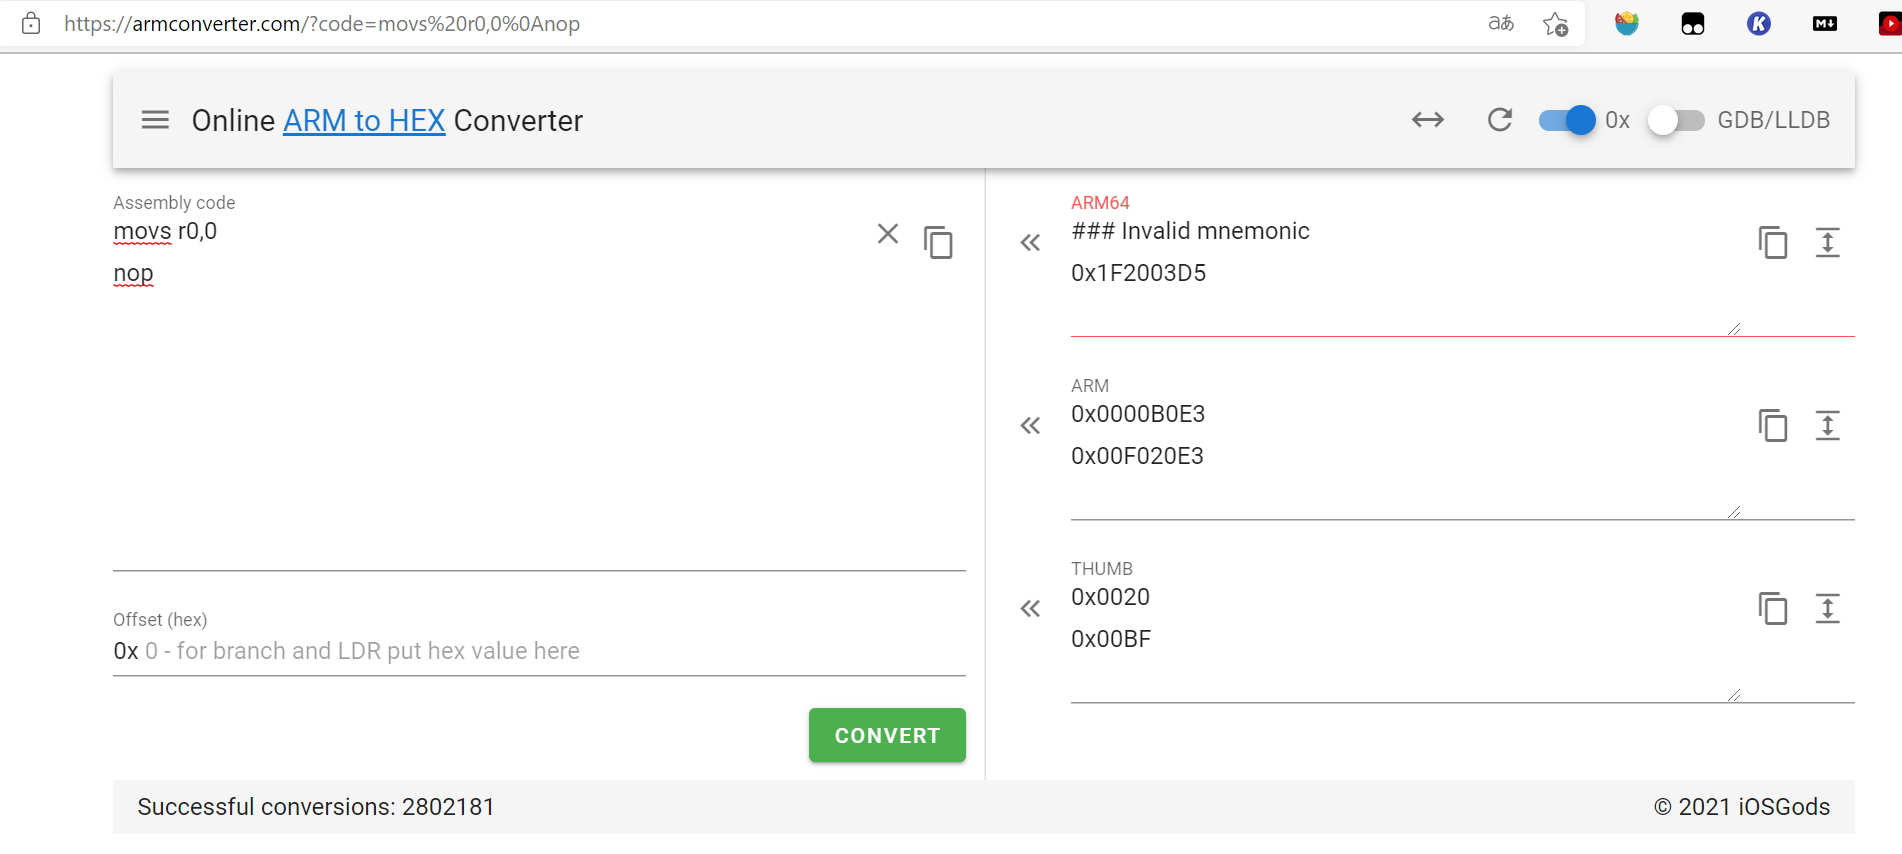 https://armconverter.com/?code=movs%20r0,0%0Anop
aあ
K
M
Online ARM to HEX Converter
0x
GDB/LLDB
Assembly code
movs r0,0
nop
Offset (hex)
0x 0 - for branch and LDR put hex value here
CONVERT
ARM64
### Invalid mnemonic
0x1F2003D5
ARM
0x0000B0E3
0x00F020E3
THUMB
0x0020
0x00BF
Successful conversions: 2802181
© 2021 iOSGods